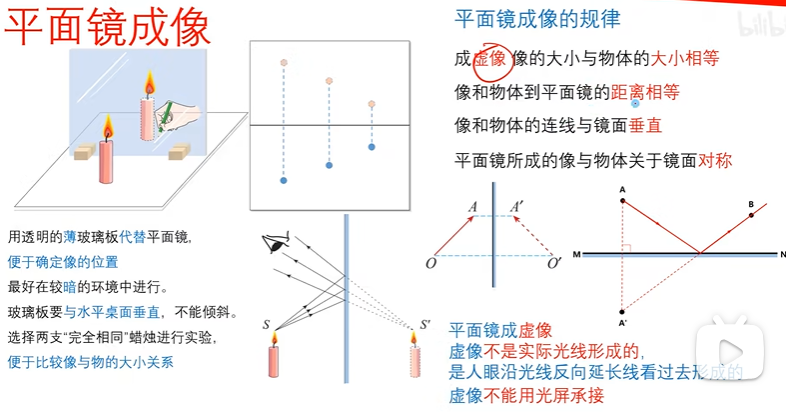 平面镜成像
用透明的薄玻璃板代替平面镜，
便于确定像的位置
最好在较暗的环境中进行。
玻璃板要与水平桌面垂直，不能倾斜。
选择两支“完全相同”蜡烛进行实验，
便于比较像与物的大小关系
S
S'
平面镜成像的规律
bilibi
成虚像 像的大小与物体的大小相等
像和物体到平面镜的距离相等
像和物体的连线与镜面垂直
平面镜所成的像与物体关于镜面对称
A A'
O O'
A
B
M N
A'
平面镜成虚像
虚像不是实际光线形成的，
是人眼沿光线反向延长线看过去形成的
虚像不能用光屏承接